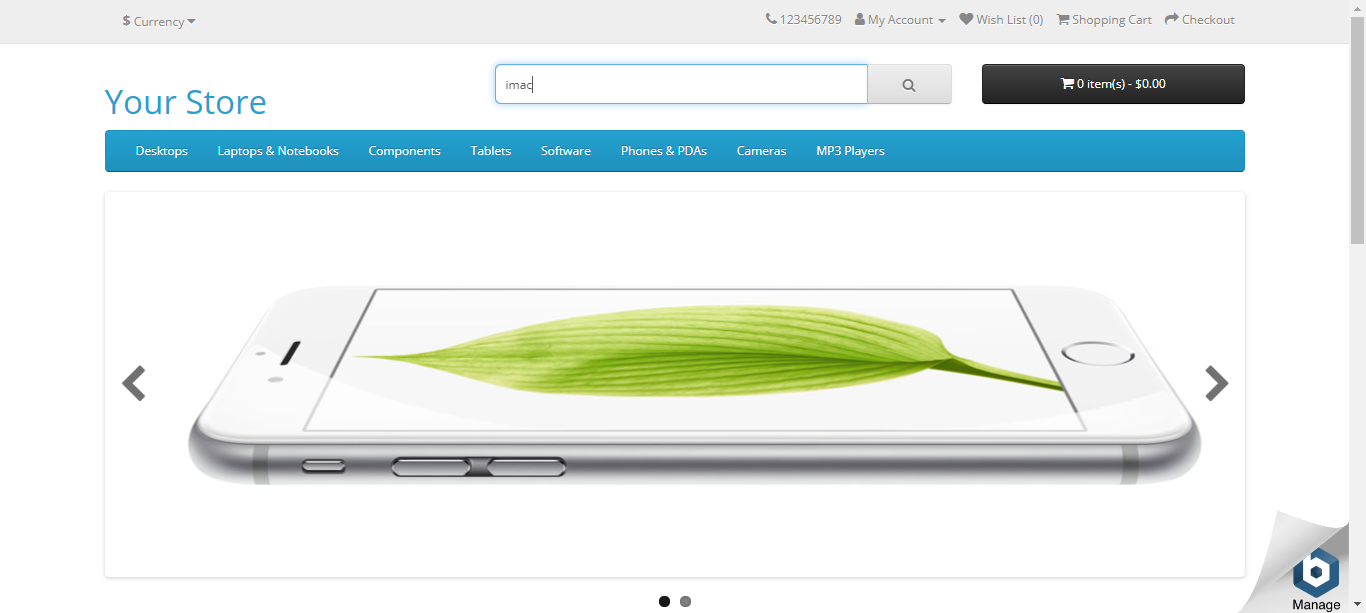 $ Currency
123456789 My Account Wish List (0) Shopping Cart Checkout
Your Store
imac
0 item(s) - $0.00
Desktops Laptops & Notebooks Components Tablets Software Phones & PDAs Cameras MP3 Players
b
Manage